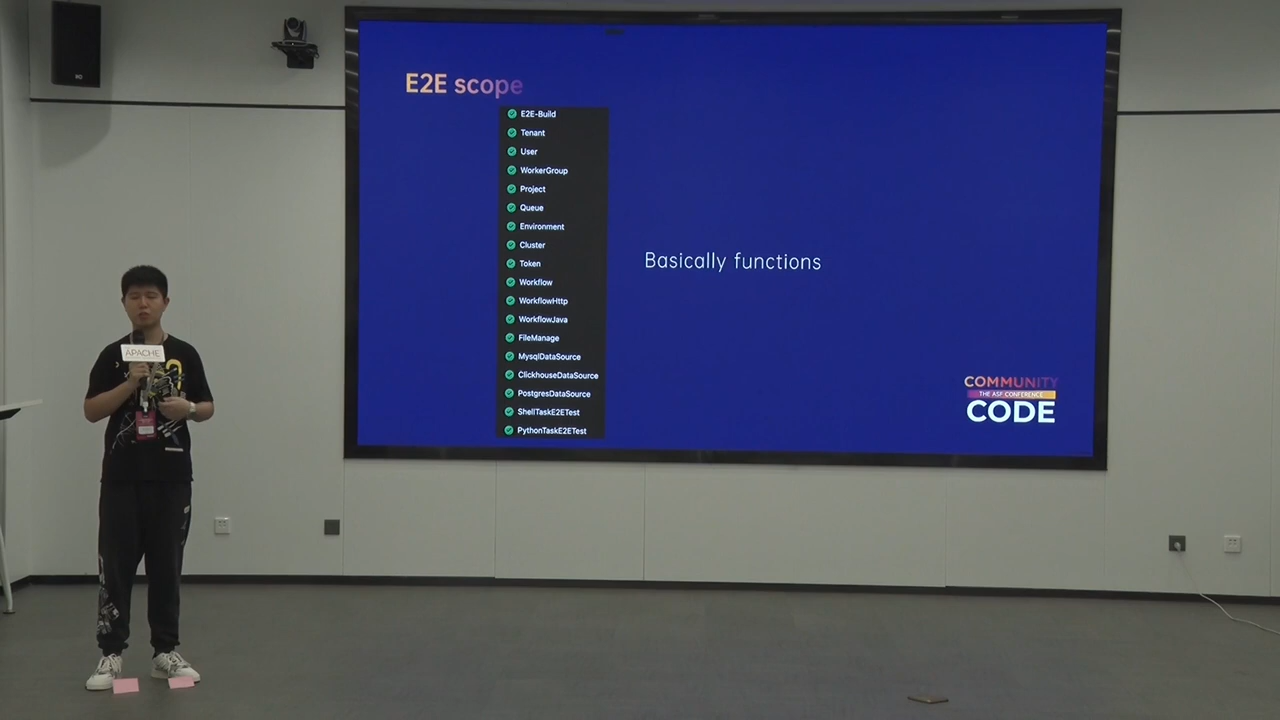 E2E scope
E2E-Build
Tenant
User
WorkerGroup
Project
Queue
Environment
Cluster
Token
Workflow
WorkflowHttp
WorkflowJava
FileManage
MysqlDataSource
ClickhouseDataSource
PostgresDataSource
ShellTaskE2ETest
PythonTaskE2ETest
Basically functions
COMMUNITY
THE ASF CONFERENCE
CODE
APACHE